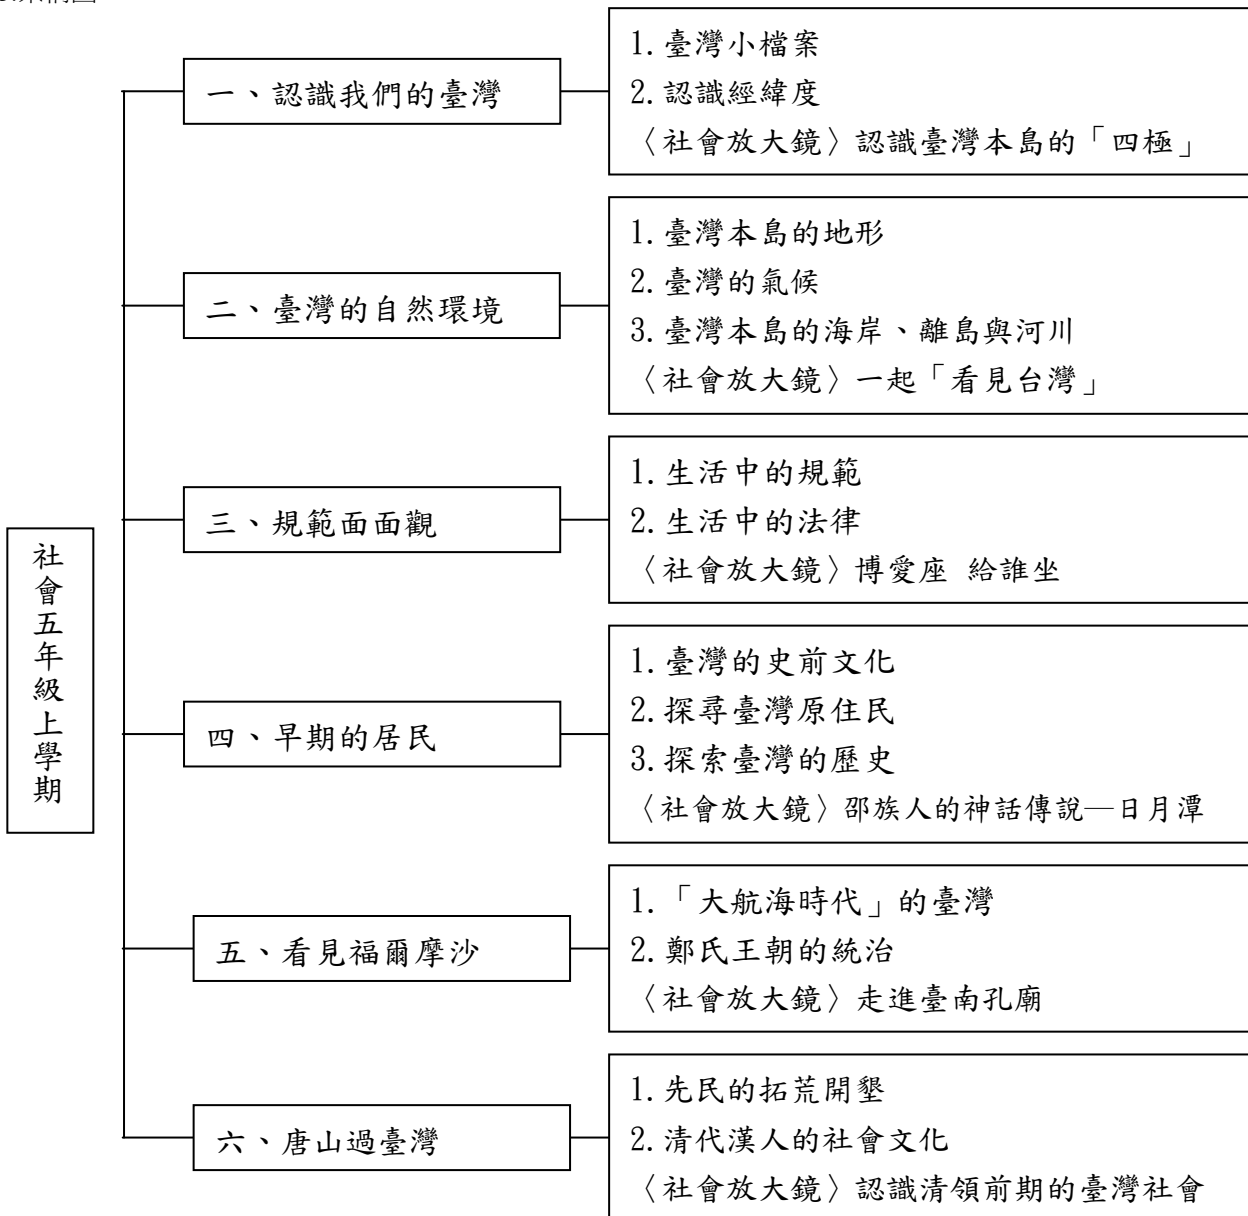 社會五年級上學期
一、認識我們的臺灣
1.臺灣小檔案
2.認識經緯度
〈社會放大鏡〉認識臺灣本島的「四極」
二、臺灣的自然環境
1.臺灣本島的地形
2.臺灣的氣候
3.臺灣本島的海岸、離島與河川
〈社會放大鏡〉一起「看見台灣」
三、規範面面觀
1.生活中的規範
2.生活中的法律
〈社會放大鏡〉博愛座 給誰坐
四、早期的居民
1.臺灣的史前文化
2.探尋臺灣原住民
3.探索臺灣的歷史
〈社會放大鏡〉邵族人的神話傳說—日月潭
五、看見福爾摩沙
1.「大航海時代」的臺灣
2.鄭氏王朝的統治
〈社會放大鏡〉走進臺南孔廟
六、唐山過臺灣
1.先民的拓荒開墾
2.清代漢人的社會文化
〈社會放大鏡〉認識清領前期的臺灣社會